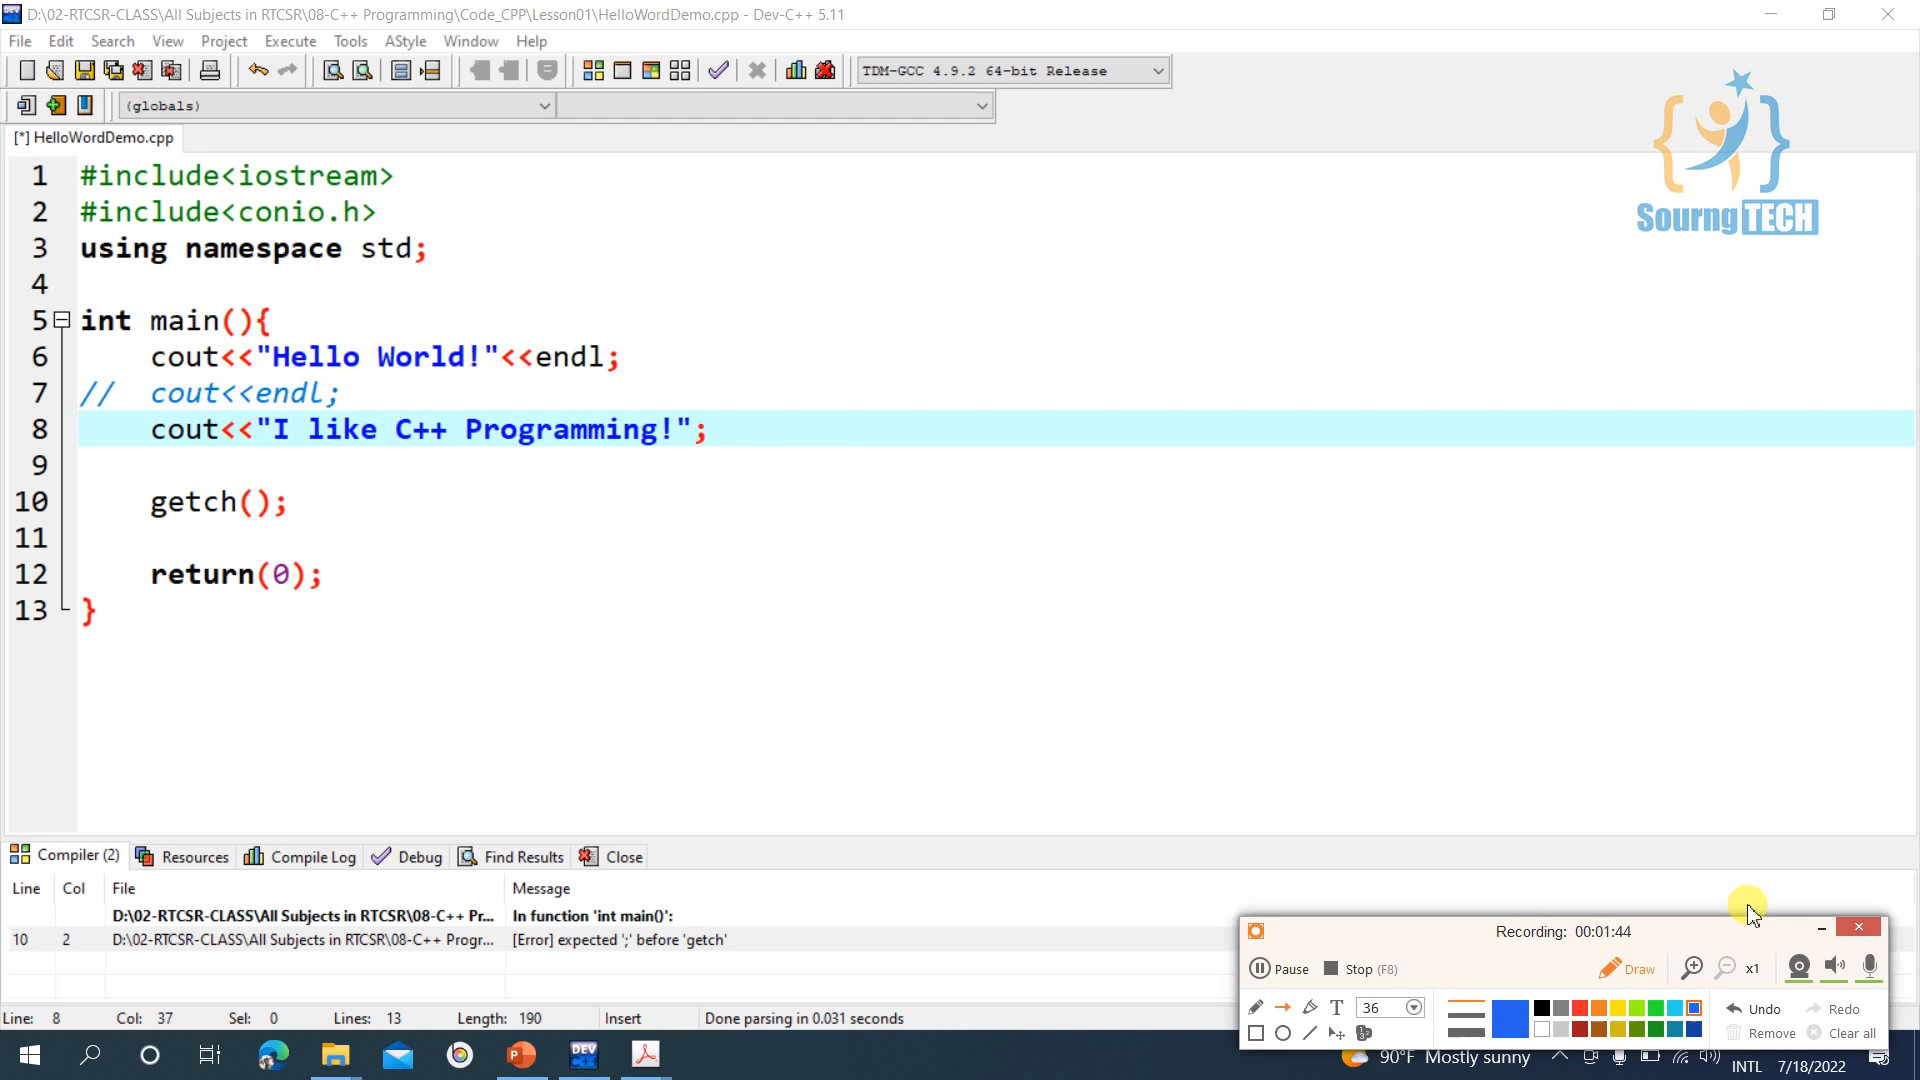 D:\02-RTCSR-CLASS\All Subjects in RTCSR\08-C++ Programming\Code_CPP\Lesson01\HelloWordDemo.cpp - Dev-C++ 5.11
File Edit Search View Project Execute Tools AStyle Window Help
TDM-GCC 4.9.2 64-bit Release
(globals)
[*] HelloWordDemo.cpp
Sourng TECH
1 #include<iostream>
2 #include<conio.h>
3 using namespace std;
4
5 int main(){
6 cout<<"Hello World!"<<endl;
7 // cout<<endl;
8 cout<<"I like C++ Programming!";
9
10 getch();
11
12 return(0);
13 }
Compiler (2) Resources Compile Log Debug Find Results Close
Line Col File Message
D:\02-RTCSR-CLASS\All Subjects in RTCSR\08-C++ Pr... In function 'int main()':
10 2 D:\02-RTCSR-CLASS\All Subjects in RTCSR\08-C++ Progr... [Error] expected ';' before 'getch'
Recording: 00:01:44
Pause Stop (F8) Draw x1
36 Undo Redo
Remove Clear all
Line: 8 Col: 37 Sel: 0 Lines: 13 Length: 190 Insert Done parsing in 0.031 seconds
DEV C++ 90°F Mostly sunny INTL 7/18/2022